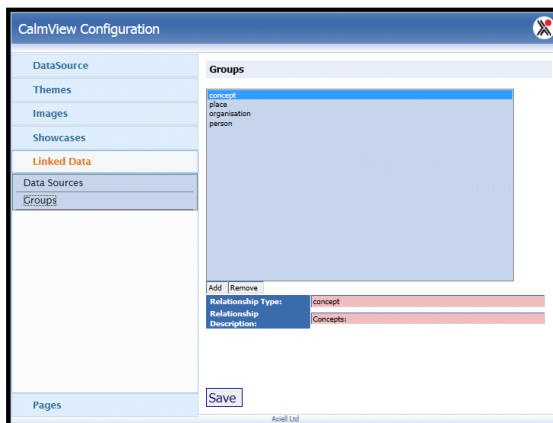 CalmView Configuration
DataSource
Themes
Images
Showcases
Linked Data
Data Sources
Groups
Pages
Groups
concept
place
organisation
person
Add Remove
Relationship Type: concept
Relationship
Description: Concepts:
Save
Axiell Ltd